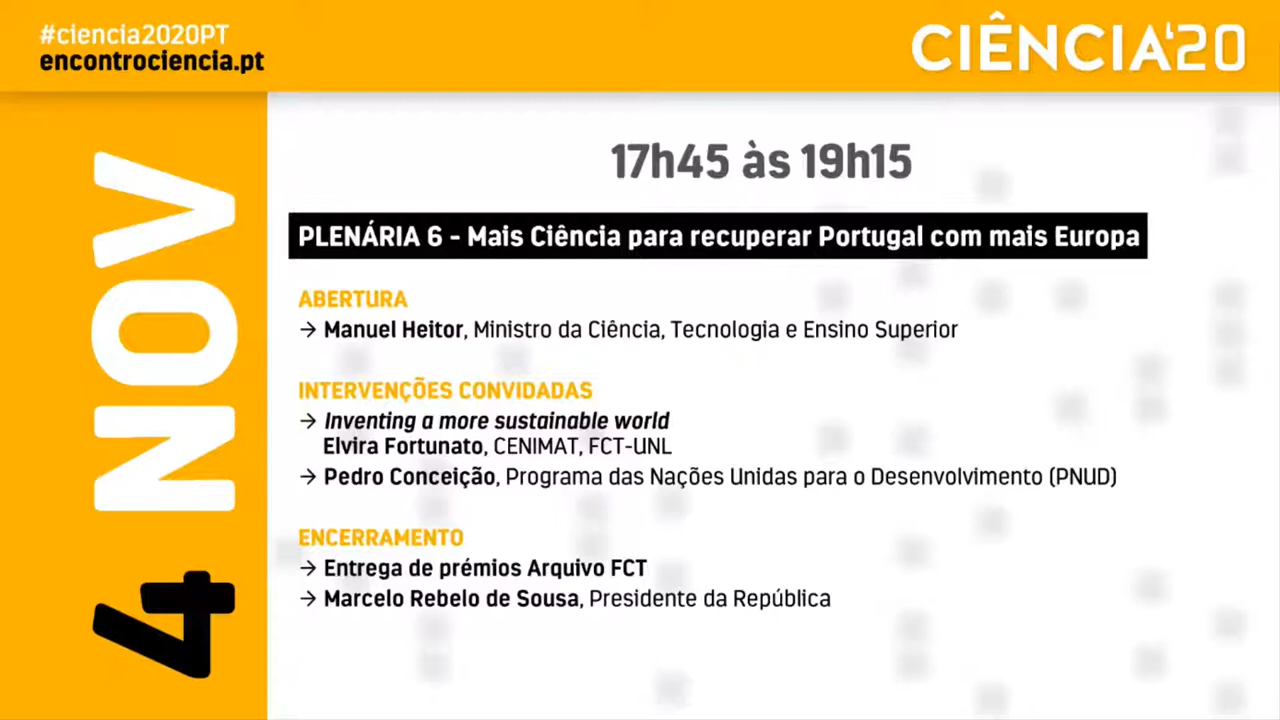 #ciencia2020PT
encontrociencia.pt
CIÊNCIA'20
4 NOV
17h45 às 19h15
PLENÁRIA 6 - Mais Ciência para recuperar Portugal com mais Europa
ABERTURA
→ Manuel Heitor, Ministro da Ciência, Tecnologia e Ensino Superior
INTERVENÇÕES CONVIDADAS
→ Inventing a more sustainable world
Elvira Fortunato, CENIMAT, FCT-UNL
→ Pedro Conceição, Programa das Nações Unidas para o Desenvolvimento (PNUD)
ENCERRAMENTO
→ Entrega de prémios Arquivo FCT
→ Marcelo Rebelo de Sousa, Presidente da República